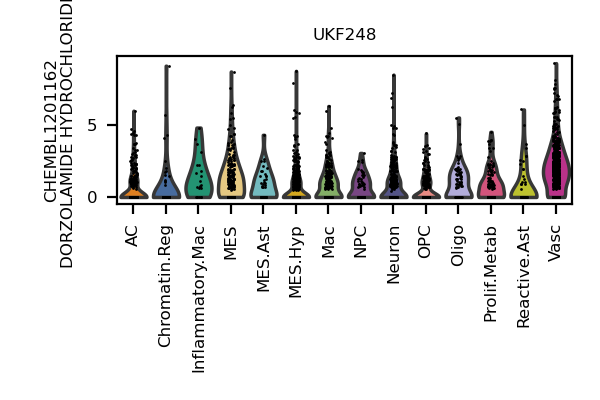 UKF248
CHEMBL1201162
DORZOLAMIDE HYDROCHLORIDE
5
0
AC
Chromatin.Reg
Inflammatory.Mac
MES
MES.Ast
MES.Hyp
Mac
NPC
Neuron
OPC
Oligo
Prolif.Metab
Reactive.Ast
Vasc